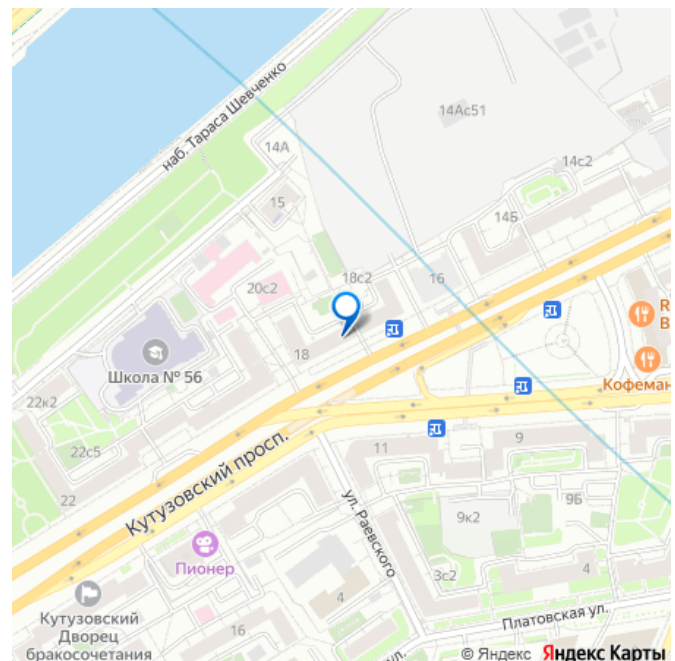 наб. Тараса Шевченко
14Ас51
14А
14с2
15
14Б
20с2
18с2
16
R
B
18
Школа № 56
Кофеман
22к2
22с5
11
9
22
Кутузовский просп.
9Б
9к2
ул. Раевского
Пионер
3с2
4
4
Кутузовский
Дворец
бракосочетания
16
Платовская ул.
ул.
© Яндекс Яндекс Карты